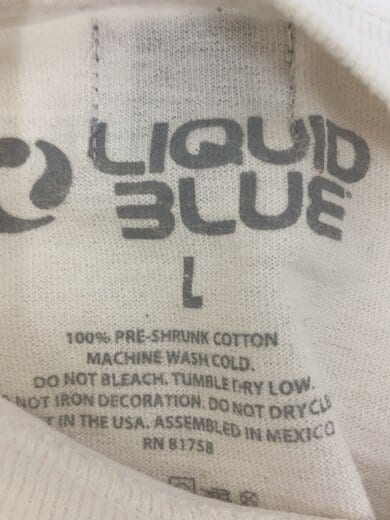 LIQUID
BLUE
L
100% PRE-SHRUNK COTTON
MACHINE WASH COLD.
DO NOT BLEACH. TUMBLE DRY LOW.
NOT IRON DECORATION. DO NOT DRYCLE
T IN THE USA. ASSEMBLED IN MEXICO
RN 81758